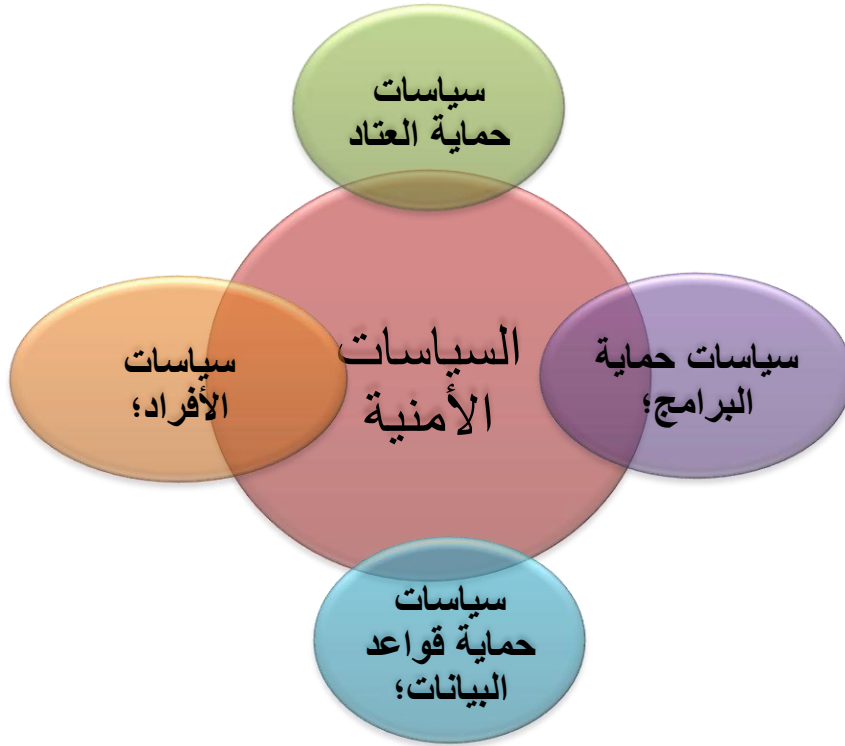 سياسات
حماية العتاد
السياسات
الأمنية
سياسات حماية
البرامج؛
سياسات
الأفراد؛
سياسات
حماية قواعد
البيانات؛